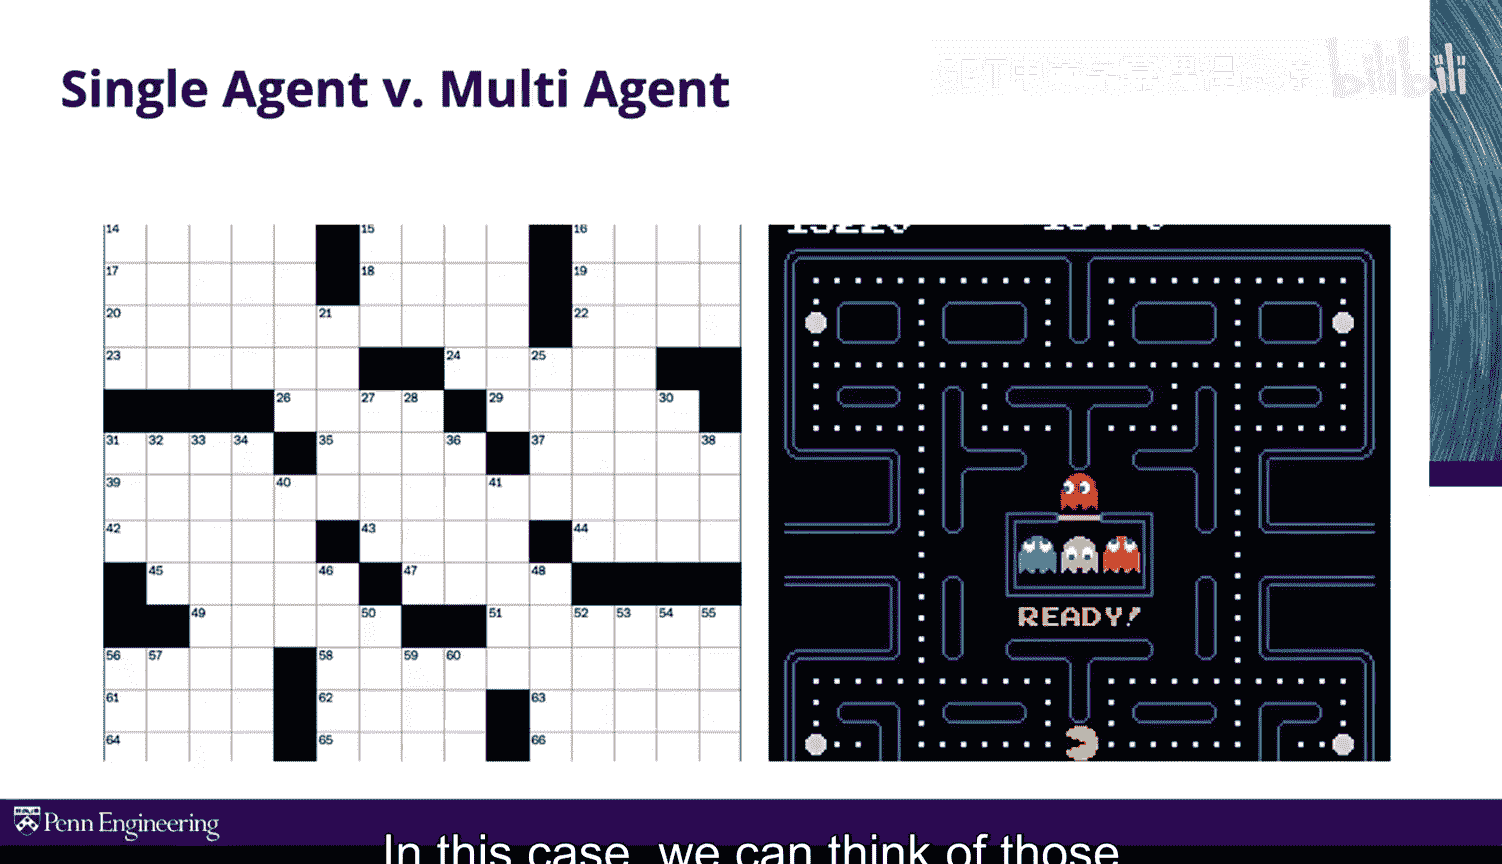 Single Agent v. Multi Agent
bilibili
14 15 16
17 18 19
20 21 22
23 24 25
26 27 28 29 30
31 32 33 34 35 36 37 38
39 40 41
42 43 44
45 46 47 48
49 50 51 52 53 54 55
56 57 58 59 60
61 62 63
64 65 66
READY!
Penn Engineering
In this case, we can think of those